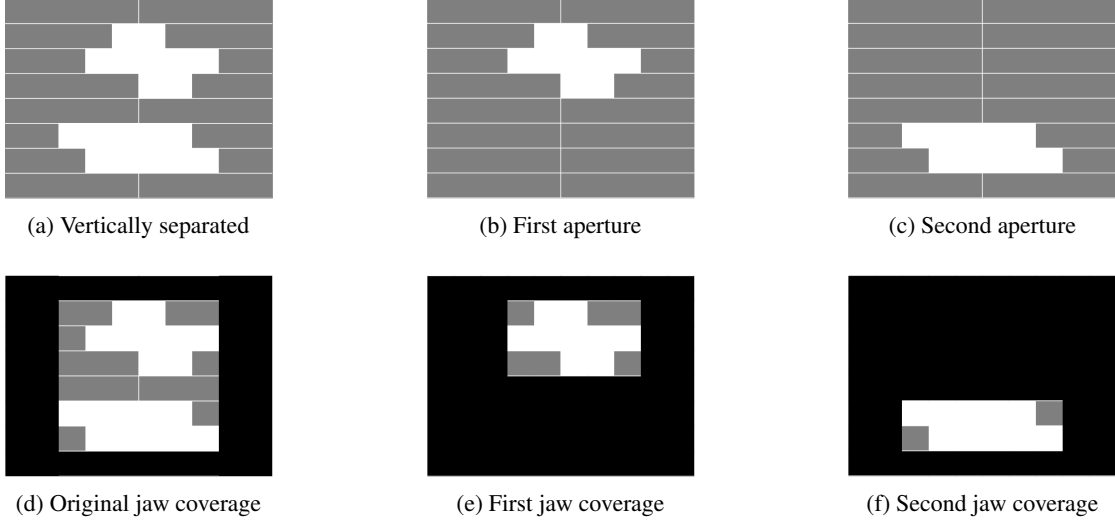 (a) Vertically separated
(b) First aperture
(c) Second aperture
(d) Original jaw coverage
(e) First jaw coverage
(f) Second jaw coverage